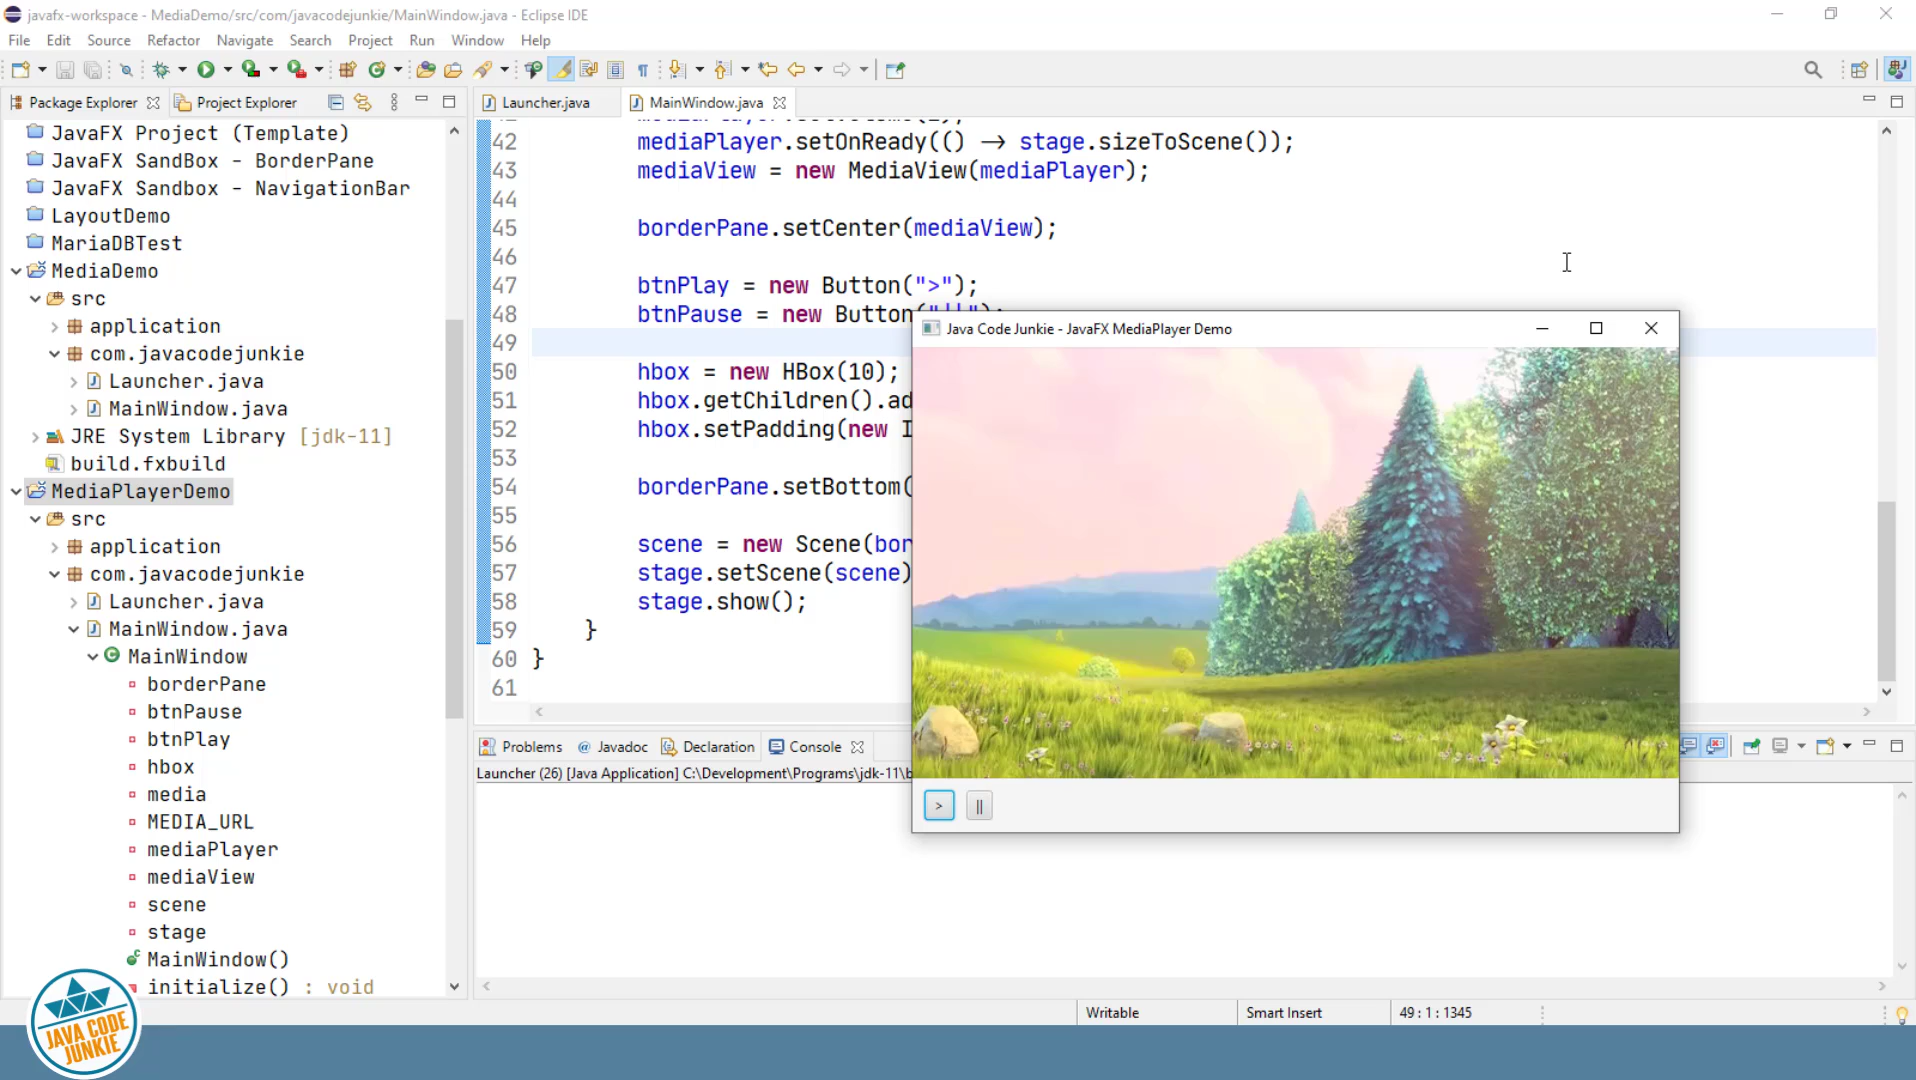 javafx-workspace - MediaDemo/src/com/javacodejunkie/MainWindow.java - Eclipse IDE
File Edit Source Refactor Navigate Search Project Run Window Help
Package Explorer Project Explorer
Launcher.java MainWindow.java
JavaFX Project (Template)
JavaFX SandBox - BorderPane
JavaFX Sandbox - NavigationBar
LayoutDemo
MariaDBTest
MediaDemo
src
application
com.javacodejunkie
Launcher.java
MainWindow.java
JRE System Library [jdk-11]
build.fxbuild
MediaPlayerDemo
src
application
com.javacodejunkie
Launcher.java
MainWindow.java
MainWindow
borderPane
btnPause
btnPlay
hbox
media
MEDIA_URL
mediaPlayer
mediaView
scene
stage
MainWindow()
initialize() : void
42 mediaPlayer.setOnReady(() -> stage.sizeToScene());
43 mediaView = new MediaView(mediaPlayer);
44
45 borderPane.setCenter(mediaView);
46
47 btnPlay = new Button(">");
48 btnPause = new Button("||");
49
50 hbox = new HBox(10);
51 hbox.getChildren().ad
52 hbox.setPadding(new I
53
54 borderPane.setBottom(
55
56 scene = new Scene(bor
57 stage.setScene(scene)
58 stage.show();
59 }
60 }
61
Java Code Junkie - JavaFX MediaPlayer Demo
> ||
Problems Javadoc Declaration Console
Launcher (26) [Java Application] C:\Development\Programs\jdk-11\b
Writable Smart Insert 49 : 1 : 1345
JAVA CODE
JUNKIE